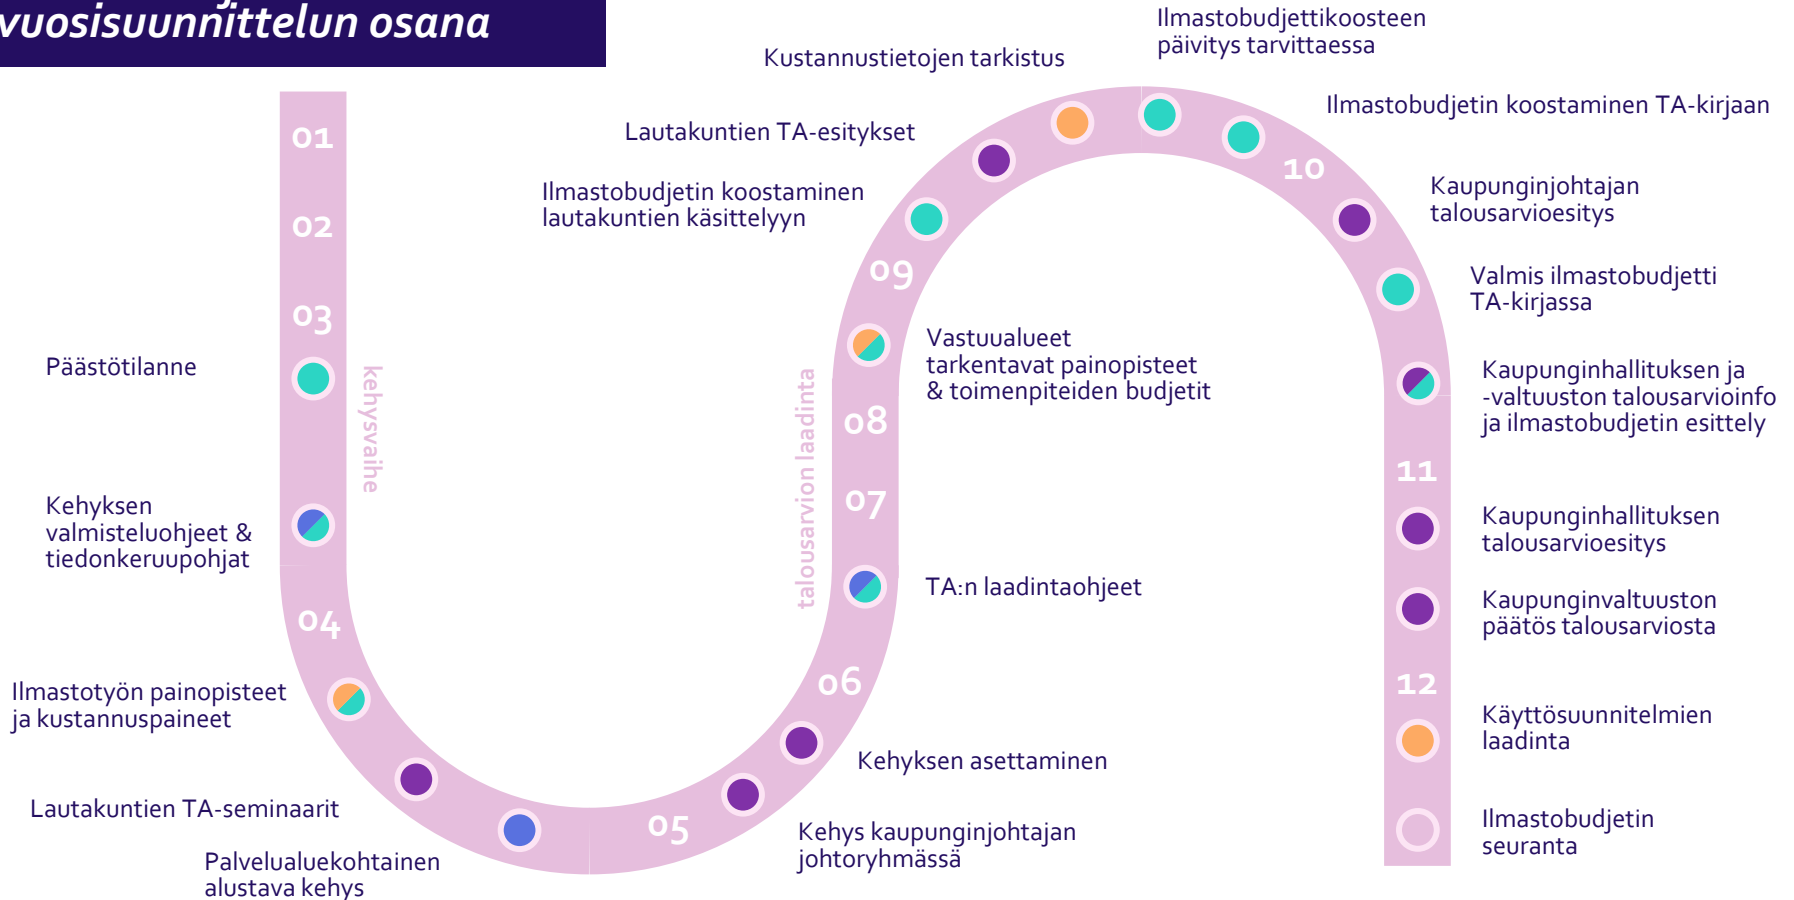 vuosisuunnittelun osana
01
02
03
Päästötilanne
kehysvaihe
Kehyksen
valmisteluohjeet &
tiedonkeruupohjat
04
Ilmastotyön painopisteet
ja kustannuspaineet
Lautakuntien TA-seminaarit
Palvelualuekohtainen
alustava kehys
05
Kehys kaupunginjohtajan
johtoryhmässä
Kehyksen asettaminen
06
TA:n laadintaohjeet
talousarvion laadinta
07
08
Vastuualueet
tarkentavat painopisteet
& toimenpiteiden budjetit
09
Ilmastobudjetin koostaminen
lautakuntien käsittelyyn
Lautakuntien TA-esitykset
Kustannustietojen tarkistus
Ilmastobudjettikoosteen
päivitys tarvittaessa
Ilmastobudjetin koostaminen TA-kirjaan
10
Kaupunginjohtajan
talousarvioesitys
Valmis ilmastobudjetti
TA-kirjassa
Kaupunginhallituksen ja
-valtuuston talousarvioinfo
ja ilmastobudjetin esittely
11
Kaupunginhallituksen
talousarvioesitys
Kaupunginvaltuuston
päätös talousarviosta
12
Käyttösuunnitelmien
laadinta
Ilmastobudjetin
seuranta